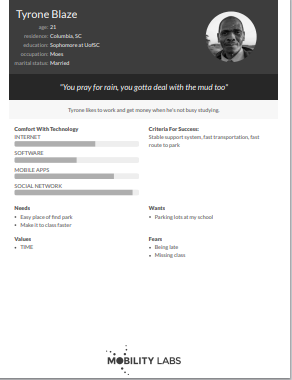 Tyrone Blaze
age: 21
residence: Columbia, SC
education: Sophomore at UofSC
occupation: Moes
marital status: Married
"You pray for rain, you gotta deal with the mud too"
Tyrone likes to work and get money when he's not busy studying.
Comfort With Technology
INTERNET
SOFTWARE
MOBILE APPS
SOCIAL NETWORK
Criteria For Success:
Stable support system, fast transportation, fast
route to park
Needs
• Easy place of find park
• Make it to class faster
Wants
• Parking lots at my school
Values
• TIME
Fears
• Being late
• Missing class
MOBILITY LABS